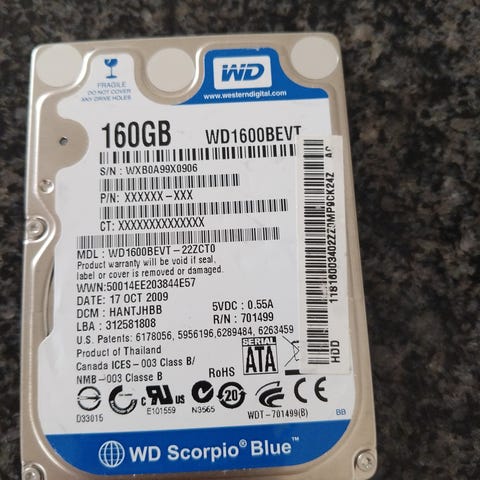 FRAGILE
DO NOT COVER
ANY DRIVE HOLES
WD
www.westerndigital.com
160GB WD1600BEVT
S/N : WXB0A99X0906
P/N: XXXXXX-XXX
CT: XXXXXXXXXXXXXX
MDL : WD1600BEVT-22ZCT0
Product warranty will be void if seal,
label or cover is removed or damaged.
WWN:50014EE203844E57
DATE: 17 OCT 2009 5VDC : 0.55A
DCM : HANTJHBB R/N : 701499
LBA : 312581808
U.S. Patents: 6178056, 5956196,6289484, 6263459
Product of Thailand
Canada ICES-003 Class B/
NMB-003 Classe B
RoHS
SERIAL
ATA
D33015 E101559 N3565 20 WDT-701499(B) BB
WD Scorpio® Blue™
HDD